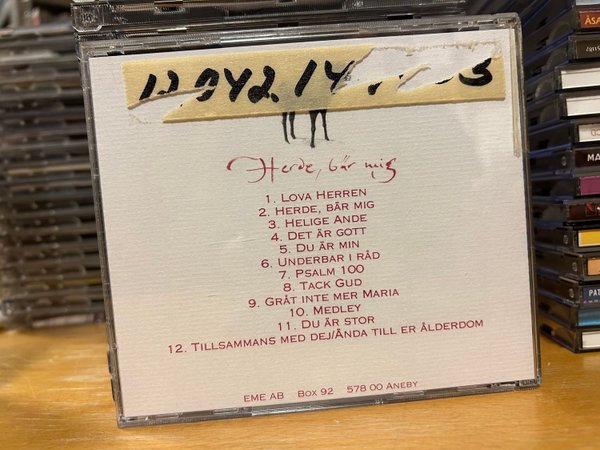 Herde, bär mig
1. Lova Herren
2. Herde, bär mig
3. Helige Ande
4. Det är gott
5. Du är min
6. Underbar i råd
7. Psalm 100
8. Tack Gud
9. Gråt inte mer Maria
10. Medley
11. Du är stor
12. Tillsammans med dej/Ända till er ålderdom
EME AB Box 92 578 00 Aneby